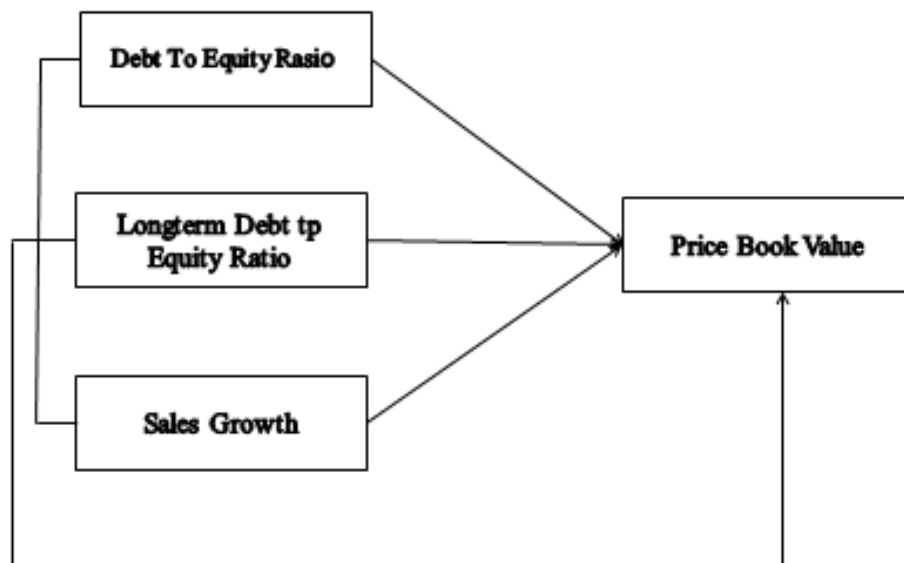 Debt To Equity Rasio
Longterm Debt tp
Equity Ratio
Price Book Value
Sales Growth